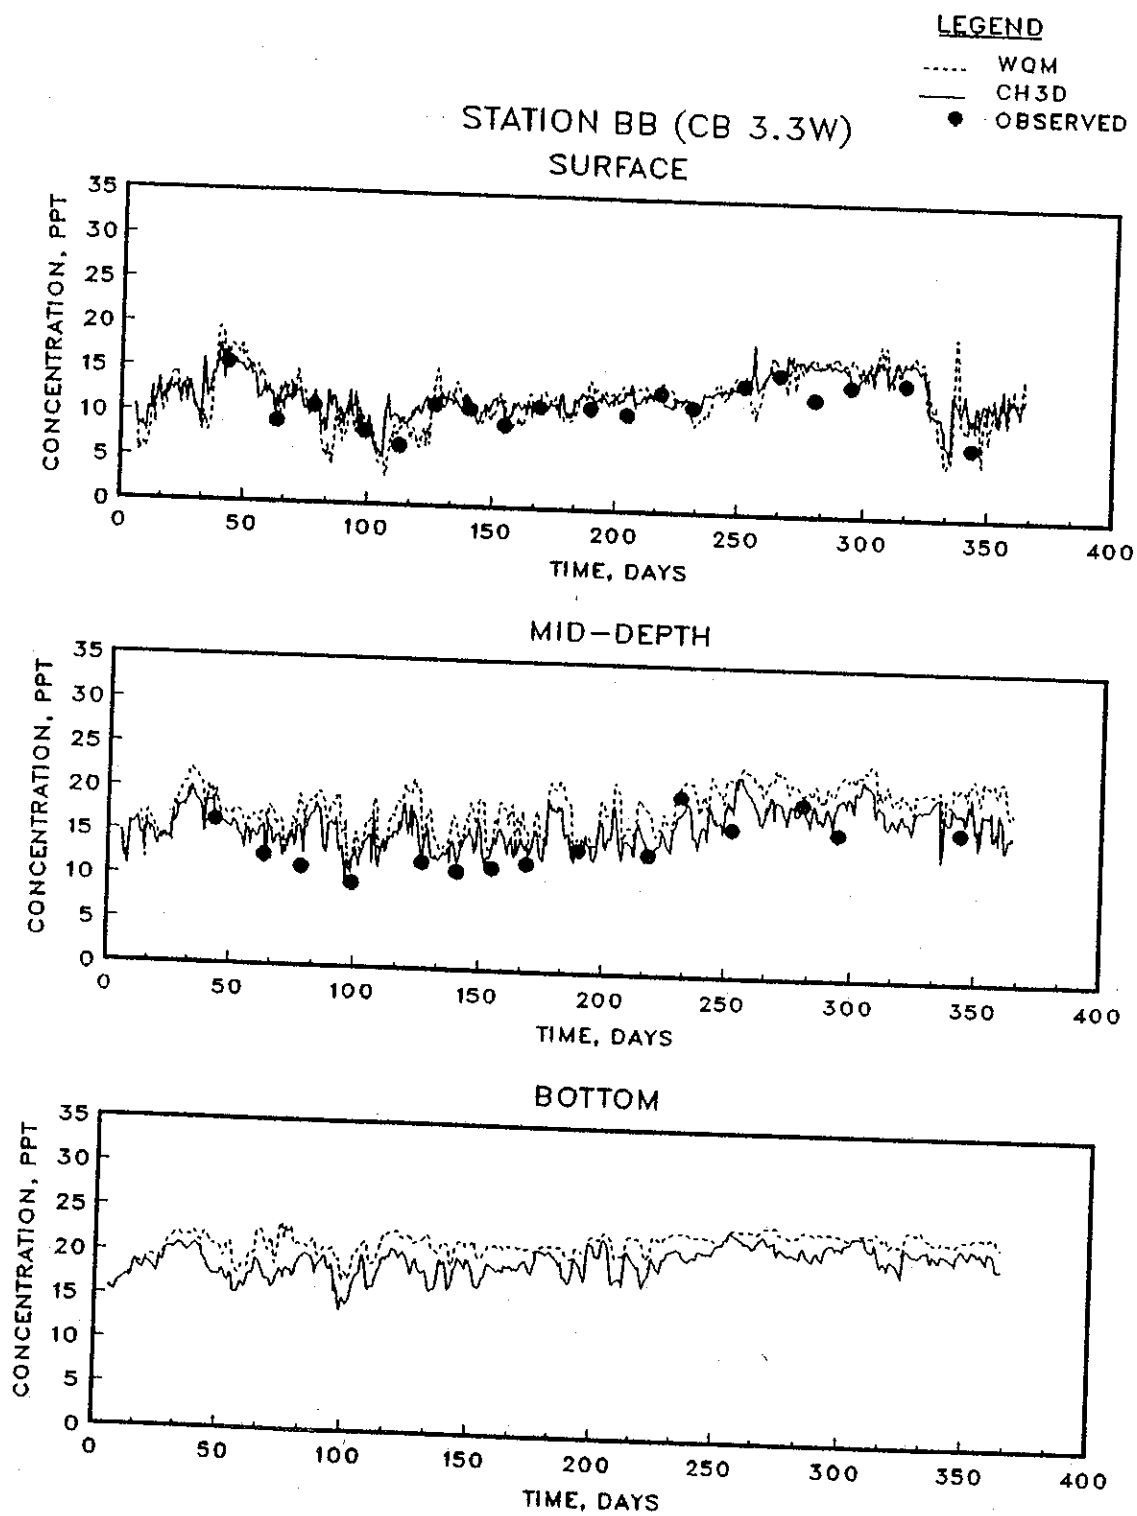 LEGEND
WQM
CH3D
OBSERVED
STATION BB (CB 3.3W)
SURFACE
CONCENTRATION, PPT
35
30
25
20
15
10
5
0
0 50 100 150 200 250 300 350 400
TIME, DAYS
MID-DEPTH
CONCENTRATION, PPT
35
30
25
20
15
10
5
0
0 50 100 150 200 250 300 350 400
TIME, DAYS
BOTTOM
CONCENTRATION, PPT
35
30
25
20
15
10
5
0
0 50 100 150 200 250 300 350 400
TIME, DAYS